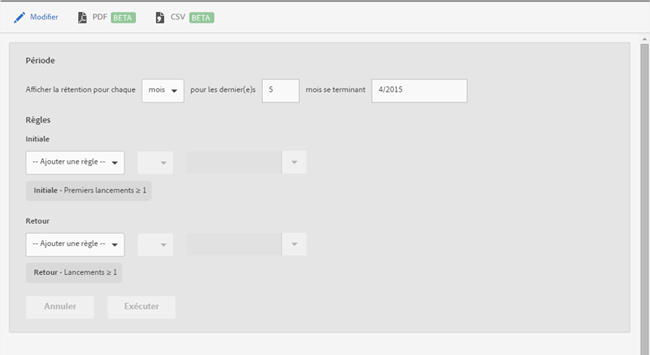 Modifier PDF BETA CSV BETA
Période
Afficher la rétention pour chaque mois pour les dernier(e)s 5 mois se terminant 4/2015
Règles
Initiale
-- Ajouter une règle --
Initiale - Premiers lancements ≥ 1
Retour
-- Ajouter une règle --
Retour - Lancements ≥ 1
Annuler Exécuter